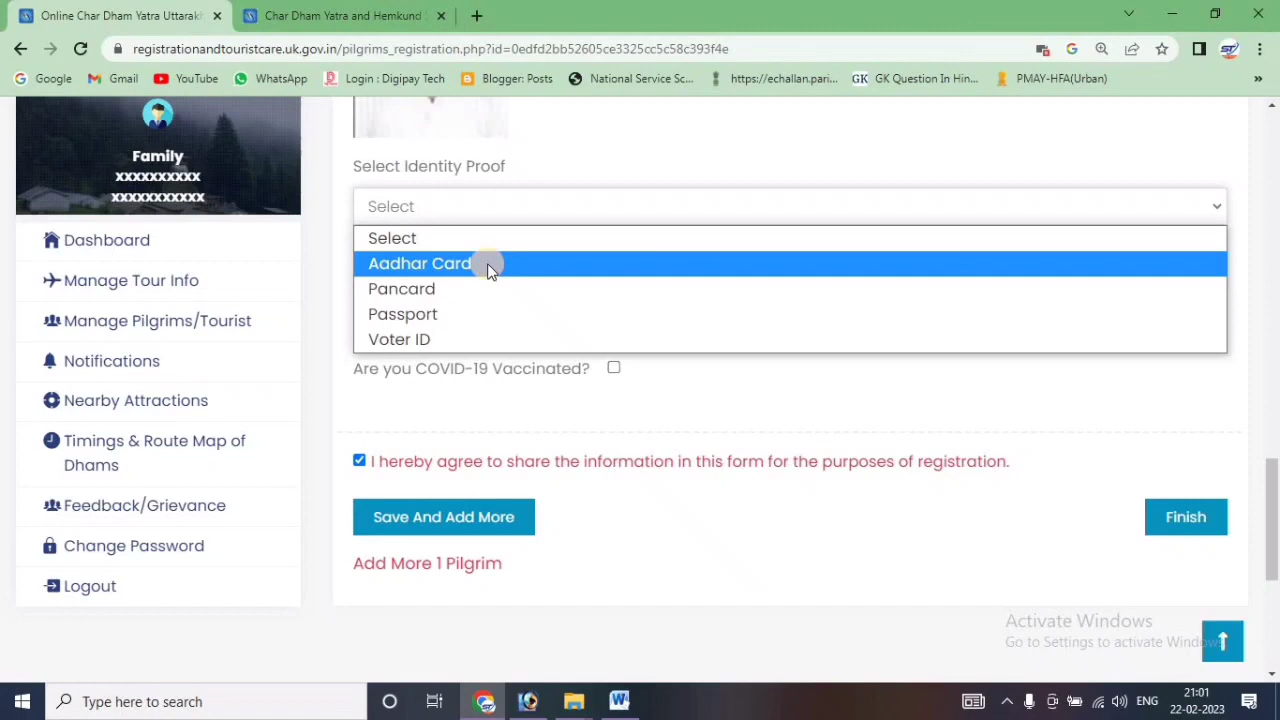 Online Char Dham Yatra Uttarakh
Char Dham Yatra and Hemkund
registrationandtouristcare.uk.gov.in/pilgrims_registration.php?id=0edfd2bb52605ce3325cc5c58c393f4e
Google
Gmail
YouTube
WhatsApp
Login : Digipay Tech
Blogger: Posts
National Service Sc...
https://echallan.pari...
GK Question In Hin...
PMAY-HFA(Urban)
»
Family
xxxxxxxxxx
xxxxxxxxxxx
Dashboard
Manage Tour Info
Manage Pilgrims/Tourist
Notifications
Nearby Attractions
Timings & Route Map of
Dhams
Feedback/Grievance
Change Password
Logout
Select Identity Proof
Select
Select
Aadhar Card
Pancard
Passport
Voter ID
Are you COVID-19 Vaccinated?
I hereby agree to share the information in this form for the purposes of registration.
Save And Add More
Finish
Add More 1 Pilgrim
Activate Windows
Go to Settings to activate Windows
Type here to search
ENG
21:01
22-02-2023